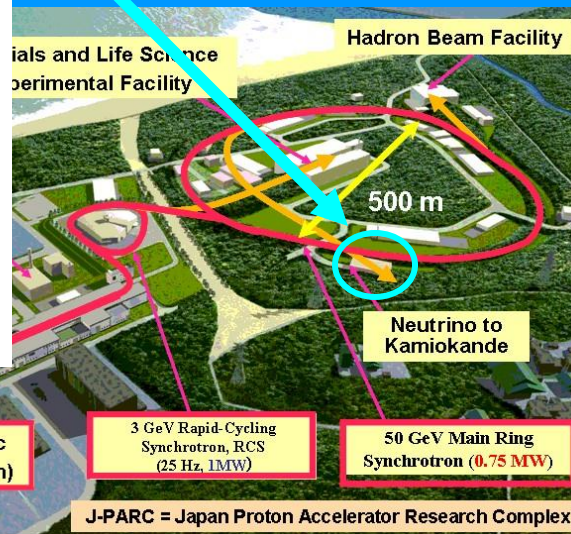 ials and Life Science
perimental Facility
Hadron Beam Facility
500 m
Neutrino to
Kamiokande
c
n)
3 GeV Rapid-Cycling
Synchrotron, RCS
(25 Hz, 1MW)
50 GeV Main Ring
Synchrotron (0.75 MW)
J-PARC = Japan Proton Accelerator Research Complex